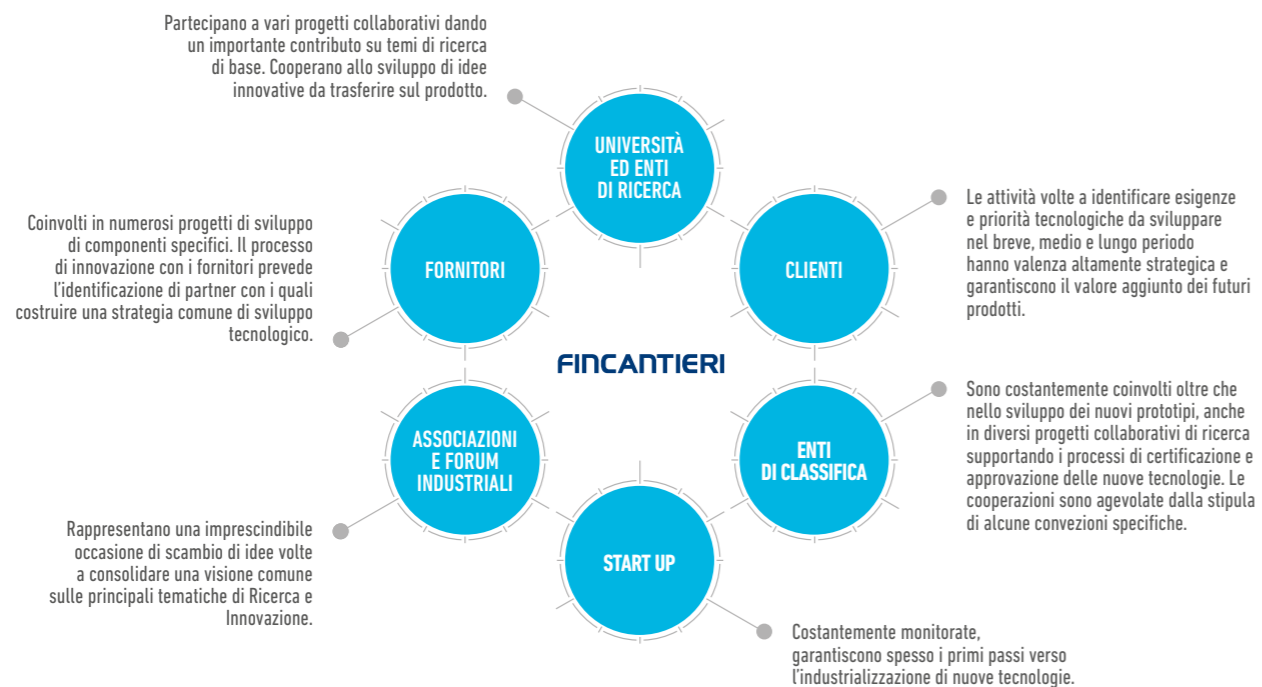 Partecipano a vari progetti collaborativi dando
un importante contributo su temi di ricerca
di base. Cooperano allo sviluppo di idee
innovative da trasferire sul prodotto.
UNIVERSITÀ
ED ENTI
DI RICERCA
Coinvolti in numerosi progetti di sviluppo
di componenti specifici. Il processo
di innovazione con i fornitori prevede
l'identificazione di partner con i quali
costruire una strategia comune di sviluppo
tecnologico.
FORNITORI
CLIENTI
Le attività volte a identificare esigenze
e priorità tecnologiche da sviluppare
nel breve, medio e lungo periodo
hanno valenza altamente strategica e
garantiscono il valore aggiunto dei futuri
prodotti.
FINCANTIERI
ASSOCIAZIONI
E FORUM
INDUSTRIALI
ENTI
DI CLASSIFICA
Sono costantemente coinvolti oltre che
nello sviluppo dei nuovi prototipi, anche
in diversi progetti collaborativi di ricerca
supportando i processi di certificazione e
approvazione delle nuove tecnologie. Le
cooperazioni sono agevolate dalla stipula
di alcune convezioni specifiche.
Rappresentano una imprescindibile
occasione di scambio di idee volte
a consolidare una visione comune
sulle principali tematiche di Ricerca e
Innovazione.
START UP
Costantemente monitorate,
garantiscono spesso i primi passi verso
l'industrializzazione di nuove tecnologie.